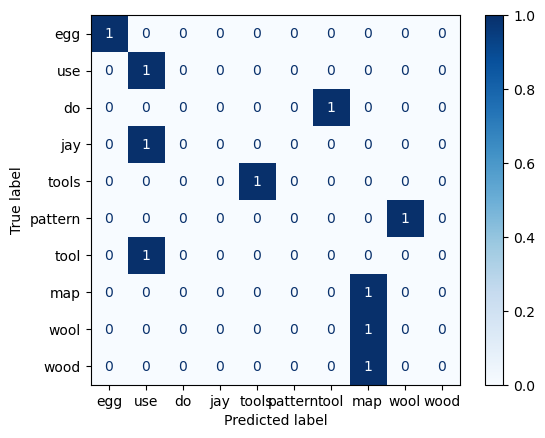 egg 1 0 0 0 0 0 0 0 0 0
use 0 1 0 0 0 0 0 0 0 0
do 0 0 0 0 0 0 1 0 0 0
jay 0 1 0 0 0 0 0 0 0 0
tools 0 0 0 0 1 0 0 0 0 0
pattern 0 0 0 0 0 0 0 0 1 0
tool 0 1 0 0 0 0 0 0 0 0
map 0 0 0 0 0 0 0 1 0 0
wool 0 0 0 0 0 0 0 1 0 0
wood 0 0 0 0 0 0 0 1 0 0
egg use do jay tools pattern tool map wool wood
Predicted label
True label
1.0
0.8
0.6
0.4
0.2
0.0